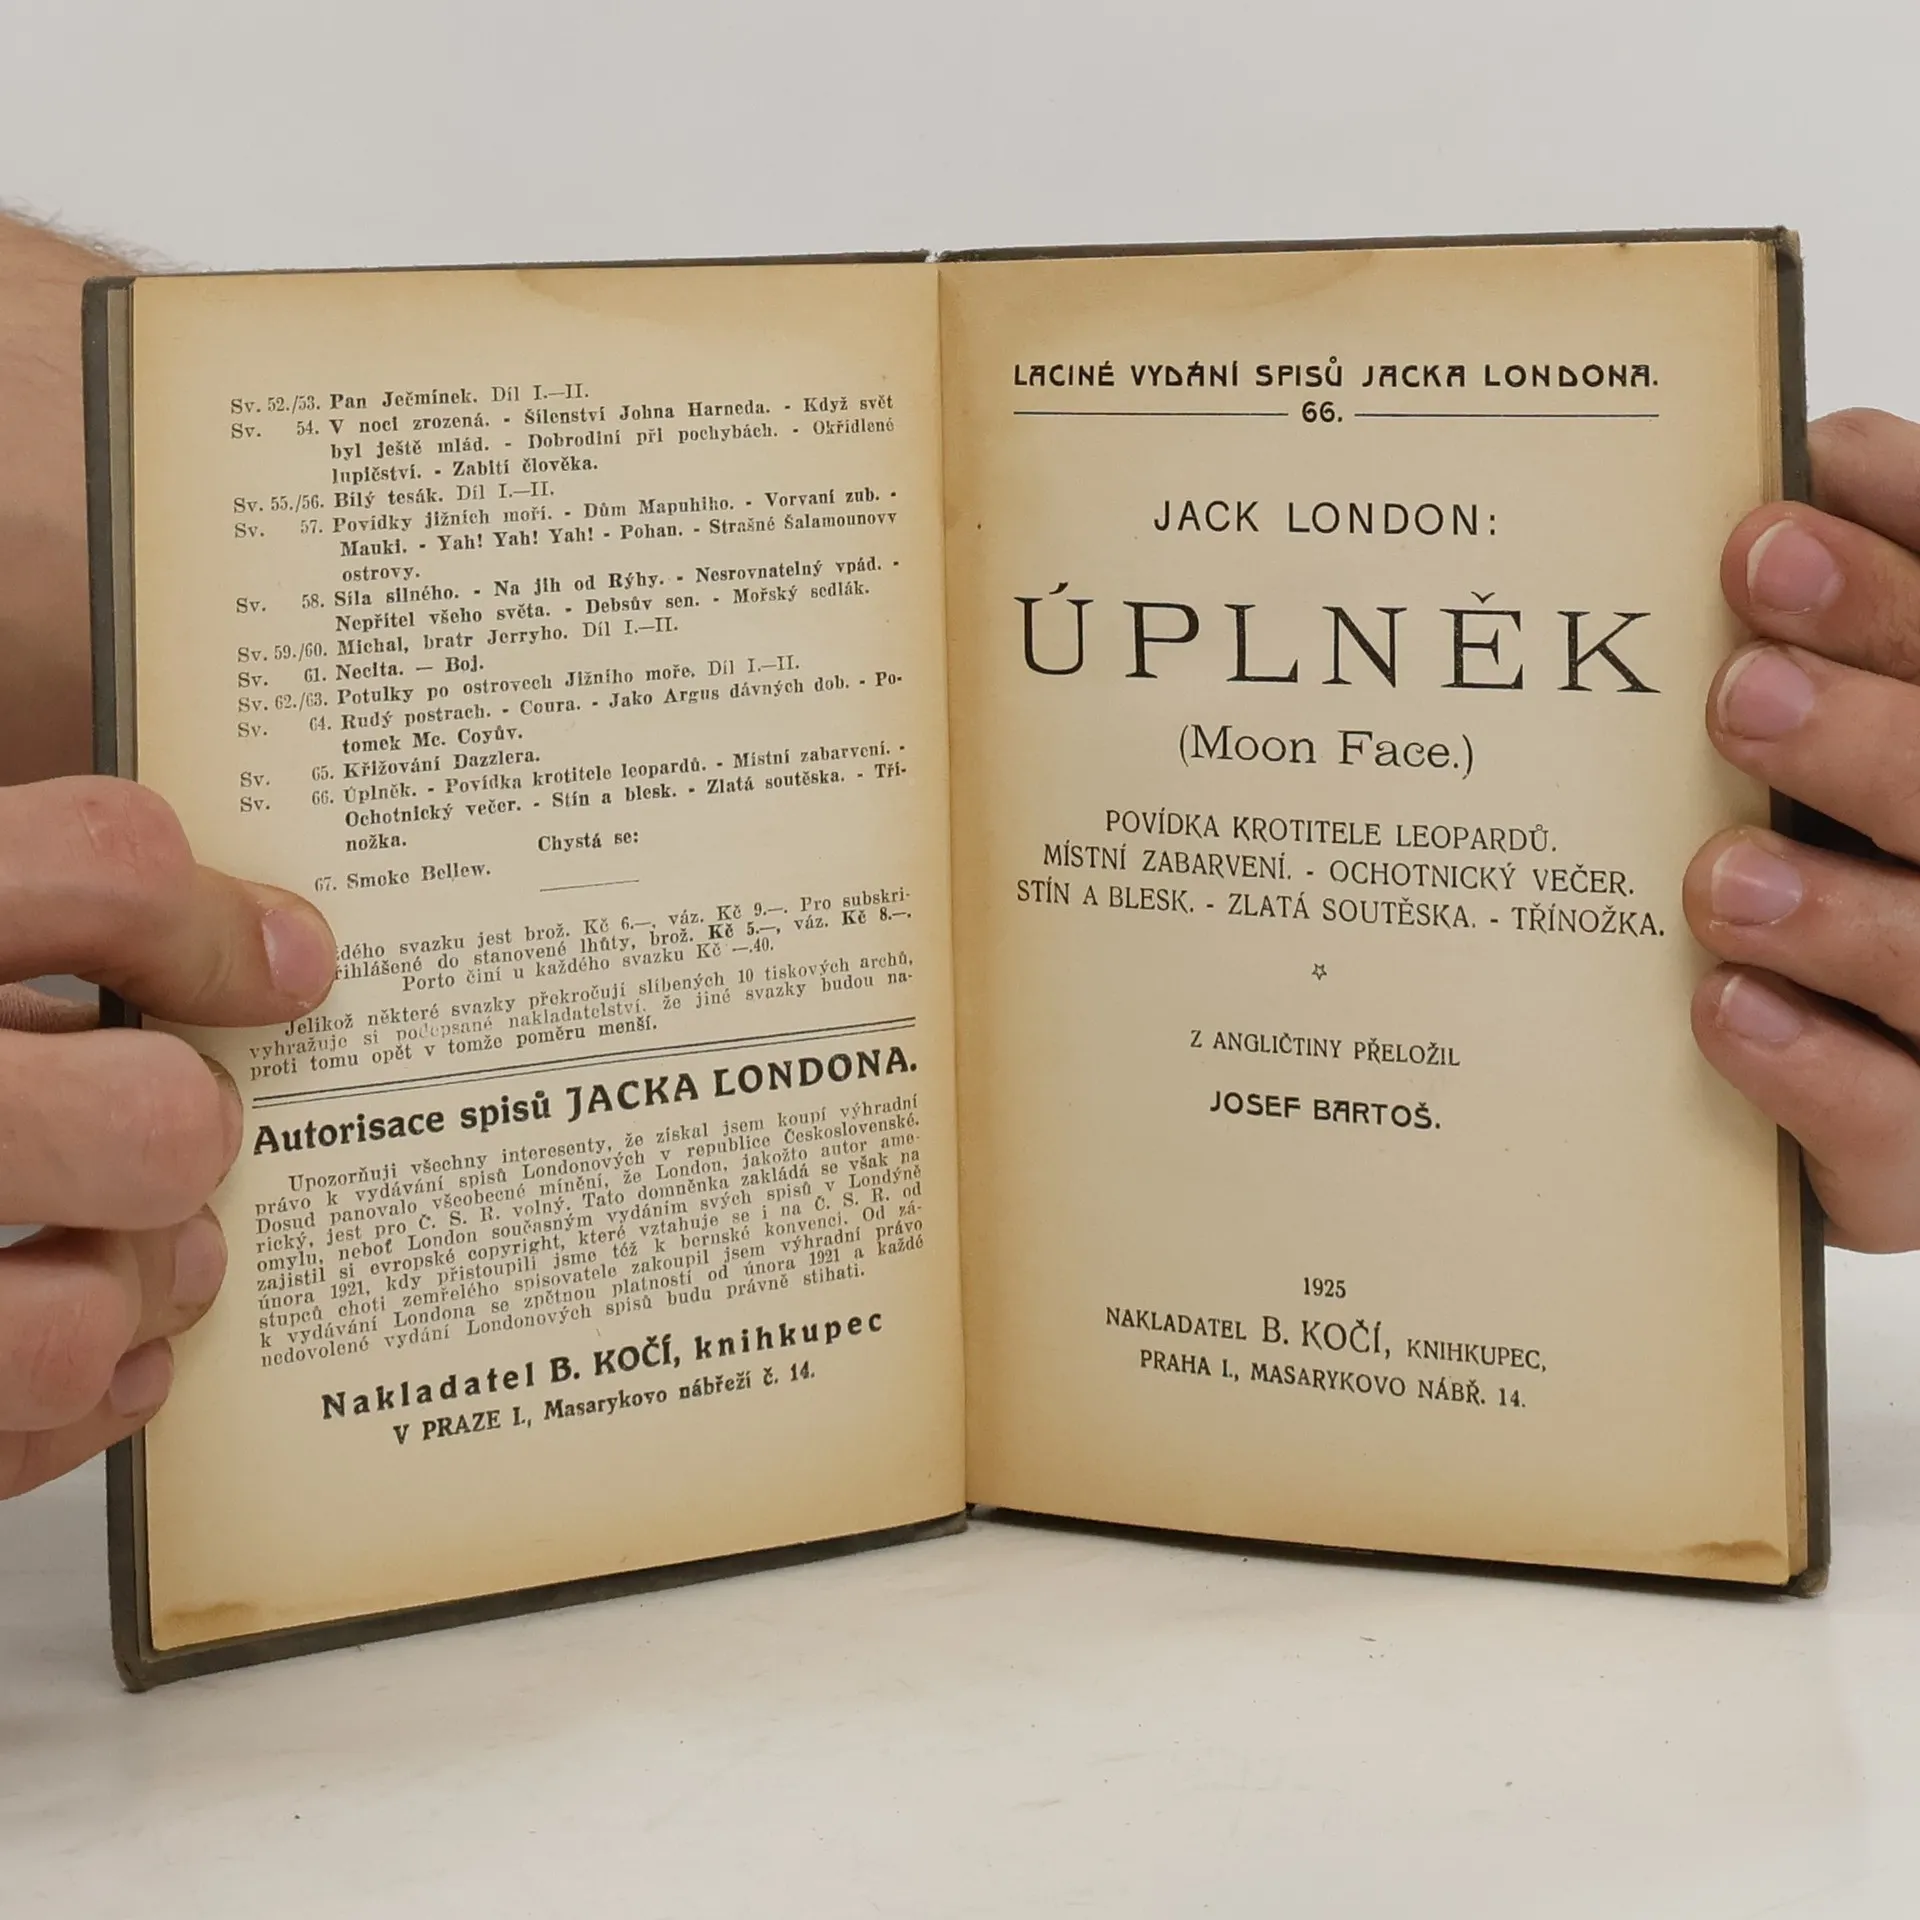 Sv. 52./53. Pan Ječmínek. Díl I.—II.
Sv. 54. V noci zrozená. - Šílenství Johna Harneda. - Když svět
byl ještě mlád. - Dobrodiní při pochybách. - Okřídlené
lupičství. - Zabití člověka.
Sv. 55./56. Bílý tesák. Díl I.—II.
Sv. 57. Povídky jižních moří. - Dům Mapuhiho. - Vorvaní zub. -
Mauki. - Yah! Yah! Yah! - Pohan. - Strašné Šalamounovy
ostrovy.
Sv. 58. Síla silného. - Na jih od Rýhy. - Nesrovnatelný vpád. -
Nepřítel všeho světa. - Debsův sen. - Mořský sedlák.
Sv. 59./60. Michal, bratr Jerryho. Díl I.—II.
Sv. 61. Necita. — Boj.
Sv. 62./63. Potulky po ostrovech Jižního moře. Díl I.—II.
Sv. 64. Rudý postrach. - Coura. - Jako Argus dávných dob. - Po-
tomek Mc. Coyův.
Sv. 65. Křižování Dazzlera.
Sv. 66. Úplněk. - Povídka krotitele leopardů. - Místní zabarvení. -
Ochotnický večer. - Stín a blesk. - Zlatá soutěska. - Tří-
nožka.
Chystá se:
67. Smoke Bellew.
ždého svazku jest brož. Kč 6.—, váz. Kč 9.—. Pro subskri-
řihlášené do stanovené lhůty, brož. Kč 5.—, váz. Kč 8.—.
Porto činí u každého svazku Kč —.40.
Jelikož některé svazky překročují slíbených 10 tiskových archů,
vyhražuje si podepsané nakladatelství, že jiné svazky budou na-
proti tomu opět v tomže poměru menší.
Autorisace spisů JACKA LONDONA.
Upozorňuji všechny interesenty, že získal jsem koupí výhradní
právo k vydávání spisů Londonových v republice Československé.
Dosud panovalo všeobecné mínění, že London, jakožto autor ame-
rický, jest pro Č. S. R. volný. Tato domněnka zakládá se však na
omylu, neboť London současným vydáním svých spisů v Londýně
zajistil si evropské copyright, které vztahuje se i na Č. S. R. od
února 1921, kdy přistoupili jsme též k bernské konvenci. Od zá-
stupců choti zemřelého spisovatele zakoupil jsem výhradní právo
k vydávání Londona se zpětnou platností od února 1921 a každé
nedovolené vydání Londonových spisů budu právně stihati.
Nakladatel B. KOČÍ, knihkupec
V PRAZE I., Masarykovo nábřeží č. 14.
LACINÉ VYDÁNÍ SPISŮ JACKA LONDONA.
66.
JACK LONDON:
ÚPLNĚK
(Moon Face.)
POVÍDKA KROTITELE LEOPARDŮ.
MÍSTNÍ ZABARVENÍ. - OCHOTNICKÝ VEČER.
STÍN A BLESK. - ZLATÁ SOUTĚSKA. - TŘÍNOŽKA.
Z ANGLIČTINY PŘELOŽIL
JOSEF BARTOŠ.
1925
NAKLADATEL B. KOČÍ, KNIHKUPEC,
PRAHA I., MASARYKOVO NÁBŘ. 14.